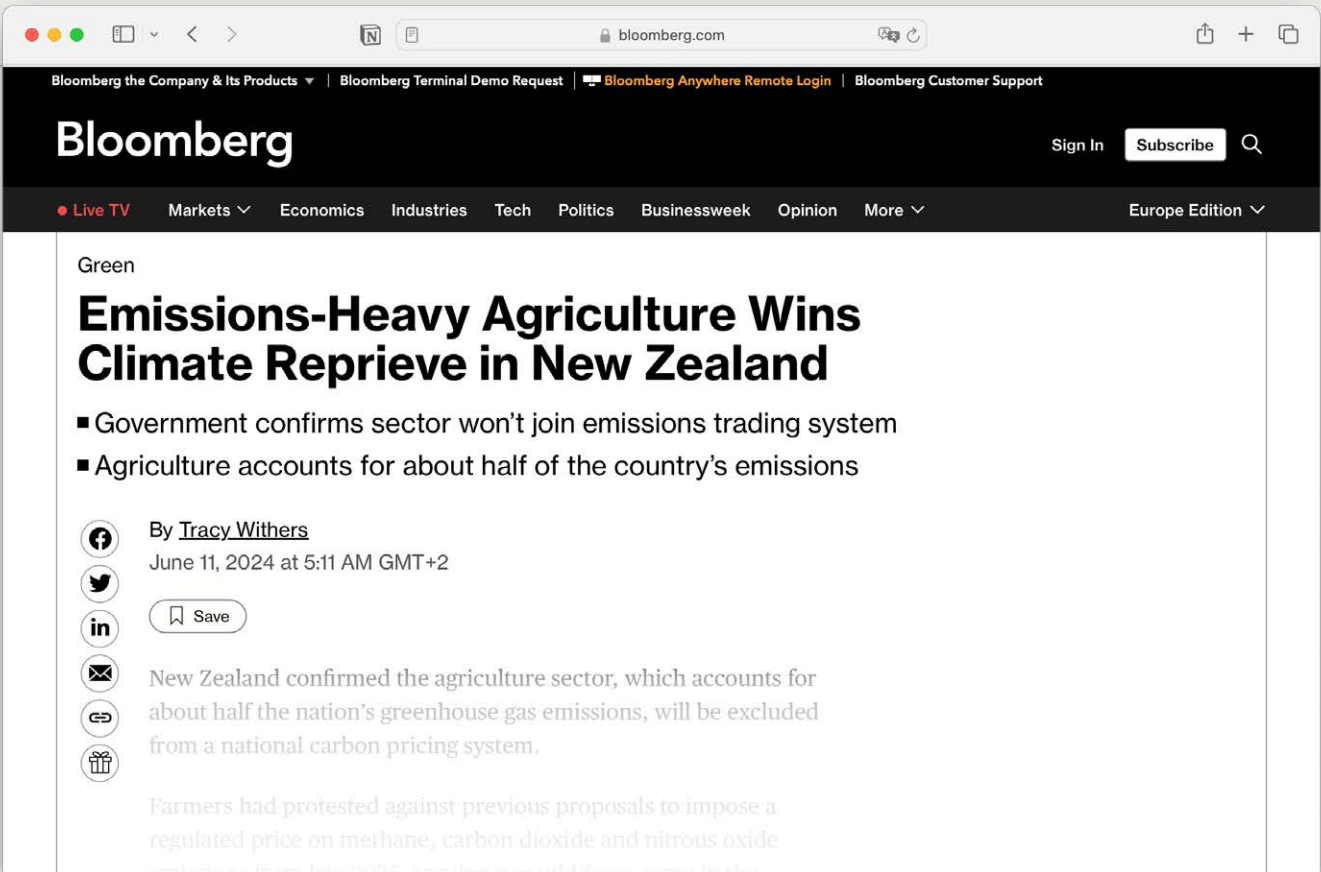 bloomberg.com
Bloomberg the Company & Its Products
Bloomberg Terminal Demo Request
Bloomberg Anywhere Remote Login
Bloomberg Customer Support
Bloomberg
Sign In
Subscribe
Live TV
Markets
Economics
Industries
Tech
Politics
Businessweek
Opinion
More
Europe Edition
Green
Emissions-Heavy Agriculture Wins
Climate Reprieve in New Zealand
Government confirms sector won’t join emissions trading system
Agriculture accounts for about half of the country’s emissions
By Tracy Withers
June 11, 2024 at 5:11 AM GMT+2
Save
New Zealand confirmed the agriculture sector, which accounts for
about half the nation’s greenhouse gas emissions, will be excluded
from a national carbon pricing system.
Farmers had protested against previous proposals to impose a
regulated price on methane, carbon dioxide and nitrous oxide